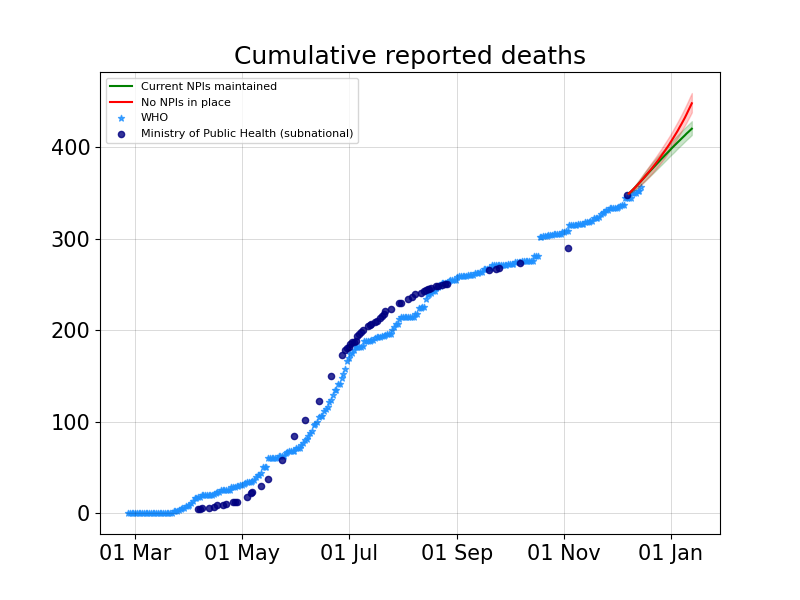 Cumulative reported deaths
Current NPIs maintained
No NPIs in place
WHO
Ministry of Public Health (subnational)
400
300
200
100
0
01 Mar 01 May 01 Jul 01 Sep 01 Nov 01 Jan